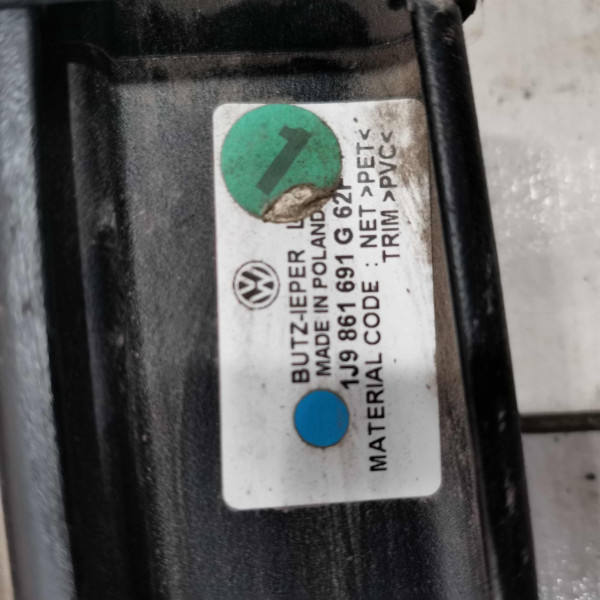 1
BUTZ-IEPER
MADE IN POLAND
1J9 861 691 G
MATERIAL CODE : NET >PET<
TRIM >PVC<